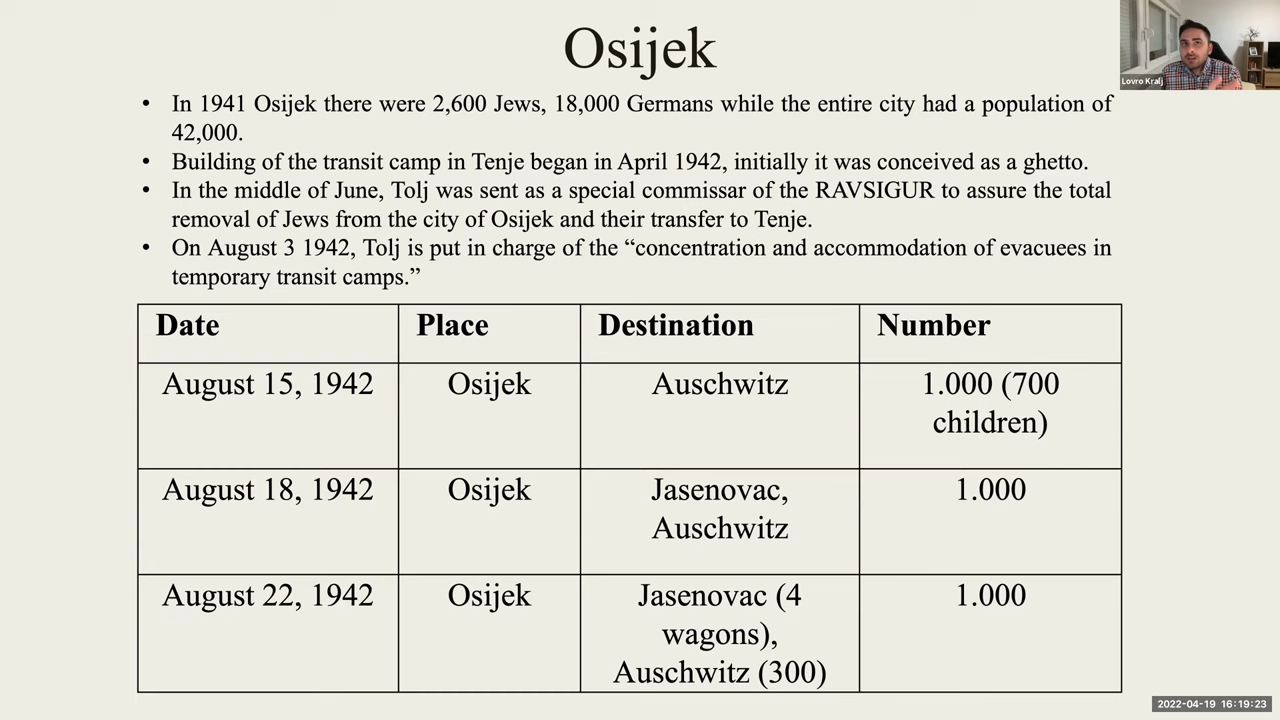 Osijek
Lovro Kralj
• In 1941 Osijek there were 2,600 Jews, 18,000 Germans while the entire city had a population of
42,000.
• Building of the transit camp in Tenje began in April 1942, initially it was conceived as a ghetto.
• In the middle of June, Tolj was sent as a special commissar of the RAVSIGUR to assure the total
removal of Jews from the city of Osijek and their transfer to Tenje.
• On August 3 1942, Tolj is put in charge of the “concentration and accommodation of evacuees in
temporary transit camps.”
Date Place Destination Number
August 15, 1942 Osijek Auschwitz 1.000 (700
children)
August 18, 1942 Osijek Jasenovac, 1.000
Auschwitz
August 22, 1942 Osijek Jasenovac (4 1.000
wagons),
Auschwitz (300)
2022-04-19 16:19:23